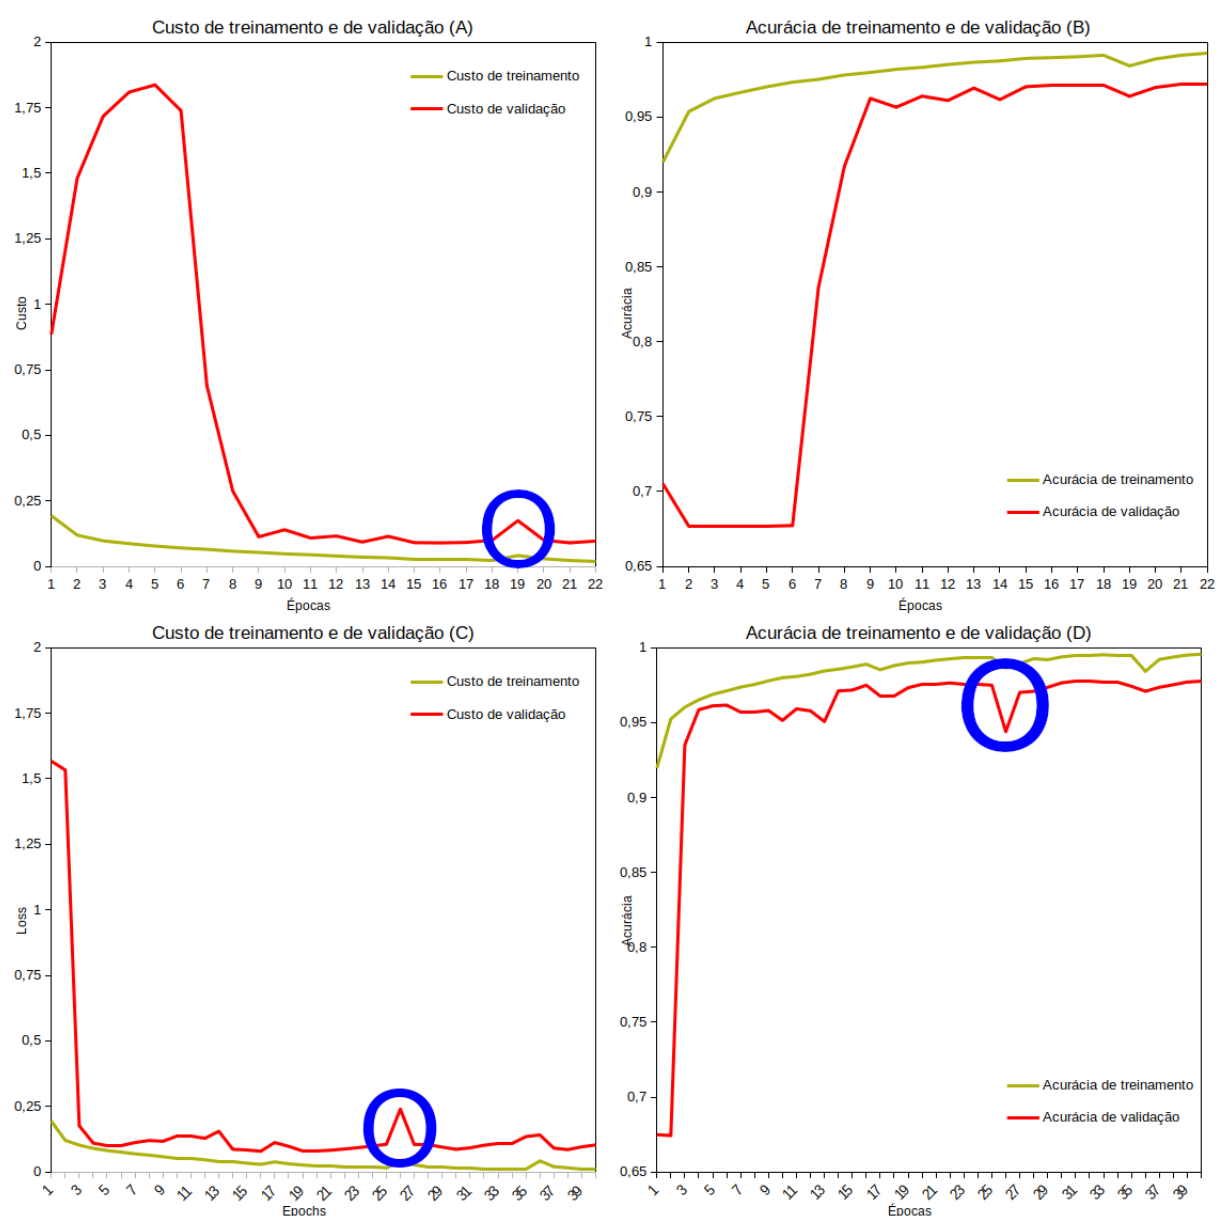 Custo de treinamento e de validação (A)
2
1,75
1,5
1,25
1
0,75
0,5
0,25
0
Custo
Custo de treinamento
Custo de validação
1 2 3 4 5 6 7 8 9 10 11 12 13 14 15 16 17 18 19 20 21 22
Épocas
Acurácia de treinamento e de validação (B)
1
0,95
0,9
0,85
0,8
0,75
0,7
0,65
Acurácia
Acurácia de treinamento
Acurácia de validação
1 2 3 4 5 6 7 8 9 10 11 12 13 14 15 16 17 18 19 20 21 22
Épocas
Custo de treinamento e de validação (C)
2
1,75
1,5
1,25
1
0,75
0,5
0,25
0
Loss
Custo de treinamento
Custo de validação
1 3 5 7 9 11 13 15 17 19 21 23 25 27 29 31 33 35 37 39
Epochs
Acurácia de treinamento e de validação (D)
1
0,95
0,9
0,85
0,8
0,75
0,7
0,65
Acurácia
Acurácia de treinamento
Acurácia de validação
1 3 5 7 9 11 13 15 17 19 21 23 25 27 29 31 33 35 37 39
Épocas